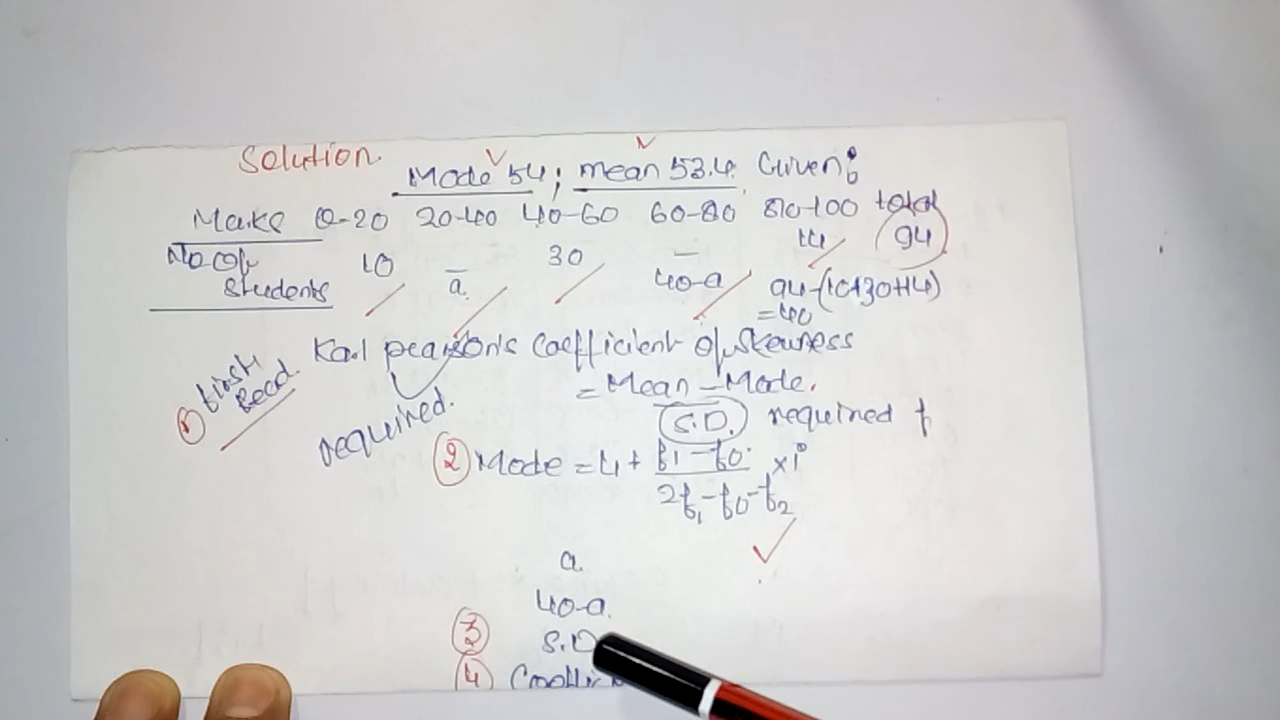 Solution
Mode 54; mean 53.4 Given:
Marks 0-20 20-40 40-60 60-80 80-100 total
No of Students 10 a 30 40-a 14 94
94-(10+30+14)
=40
Karl pearson's Coefficient of Skewness
= Mean - Mode.
S.D. required
① first Read.
required.
② Mode = L1 + f1-f0 × i
2f1-f0-f2
a.
40-a.
③ S.D
④